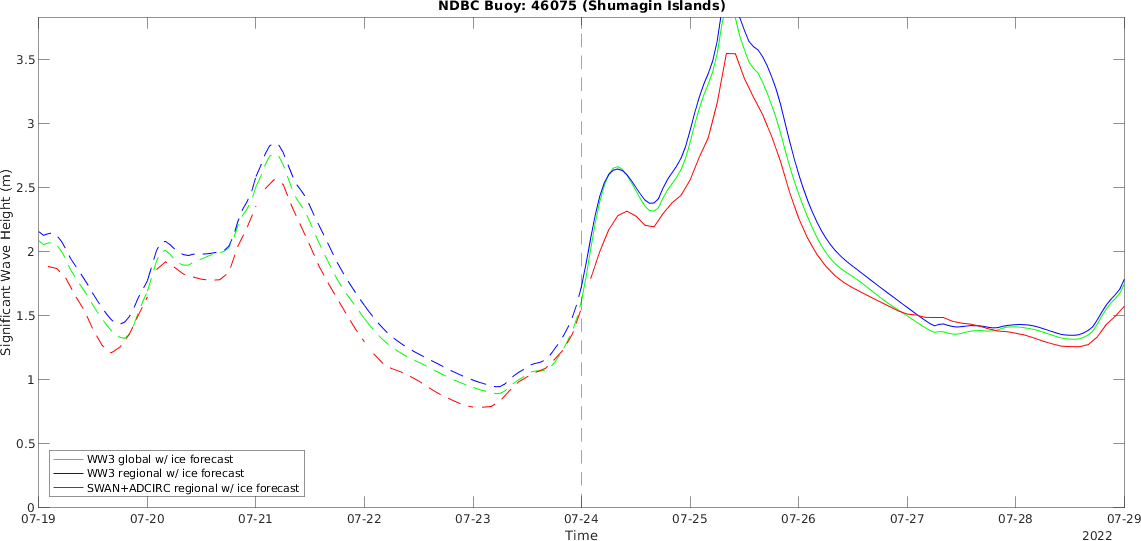 NDBC Buoy: 46075 (Shumagin Islands)
3.5
3
2.5
2
1.5
1
0.5
0
Significant Wave Height (m)
WW3 global w/ ice forecast
WW3 regional w/ ice forecast
SWAN+ADCIRC regional w/ ice forecast
07-19 07-20 07-21 07-22 07-23 07-24 07-25 07-26 07-27 07-28 07-29
Time
2022